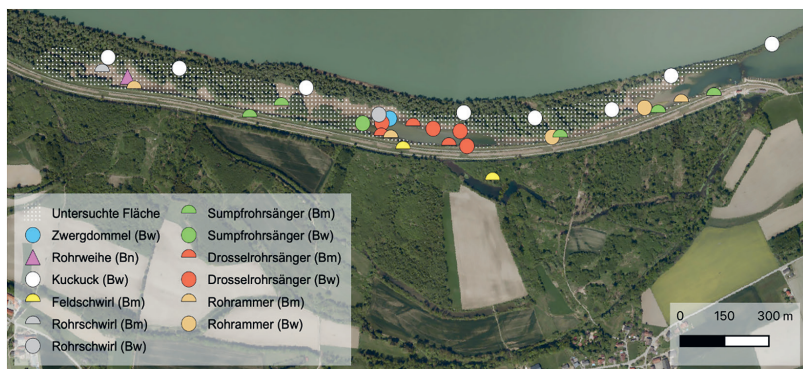 Untersuchte Fläche
Zwergdommel (Bw)
Rohrweihe (Bn)
Kuckuck (Bw)
Feldschwirl (Bm)
Rohrschwirl (Bm)
Rohrschwirl (Bw)
Sumpfrohrsänger (Bm)
Sumpfrohrsänger (Bw)
Drosselrohrsänger (Bm)
Drosselrohrsänger (Bw)
Rohrammer (Bm)
Rohrammer (Bw)
0 150 300 m